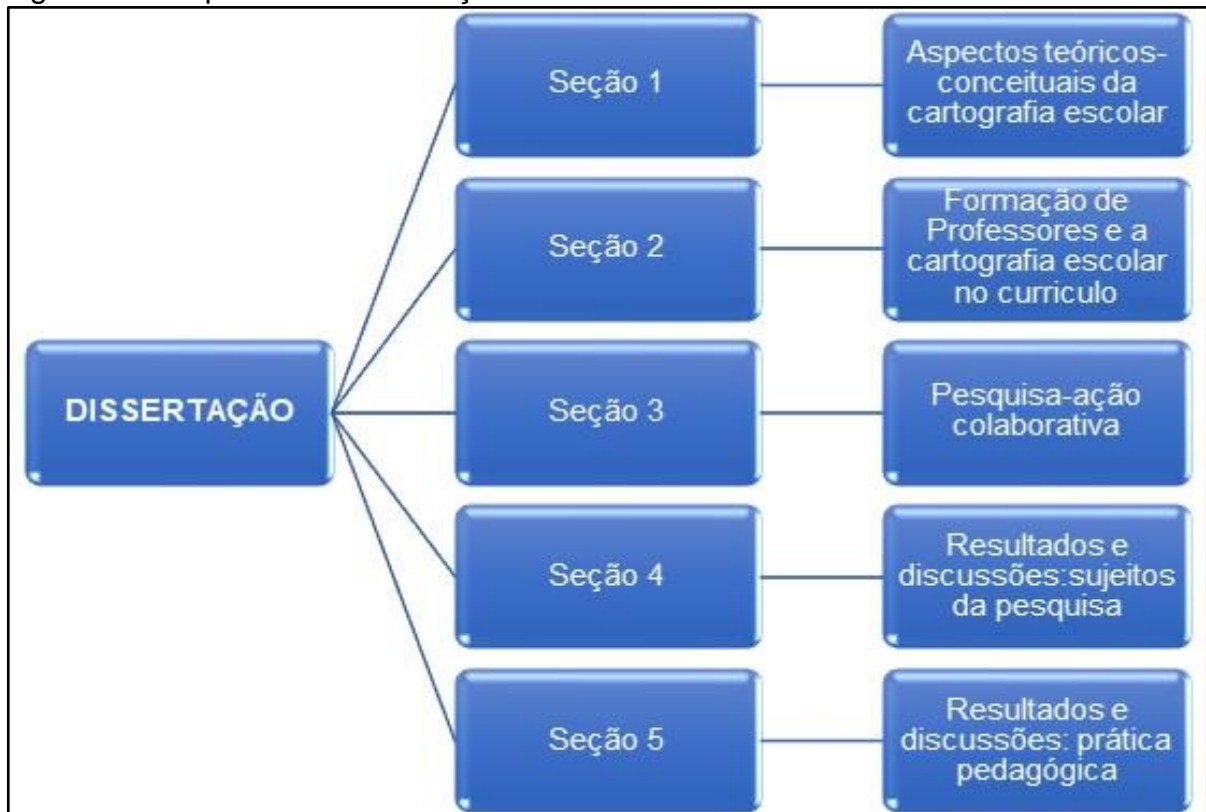 Seção 1
Aspectos teóricos-
conceituais da
cartografia escolar
Seção 2
Formação de
Professores e a
cartografia escolar
no curriculo
DISSERTAÇÃO
Seção 3
Pesquisa-ação
colaborativa
Seção 4
Resultados e
discussões:sujeitos
da pesquisa
Seção 5
Resultados e
discussões: prática
pedagógica